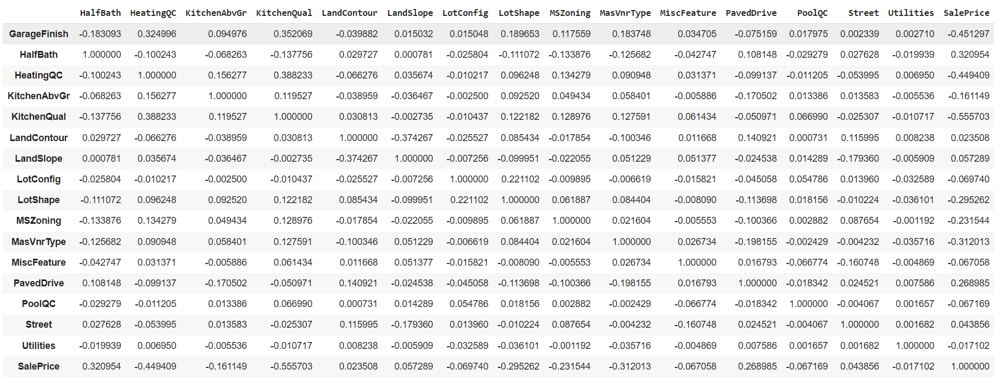 HalfBath HeatingQC KitchenAbvGr KitchenQual LandContour LandSlope LotConfig LotShape MSZoning MasVnrType MiscFeature PavedDrive PoolQC Street Utilities SalePrice
GarageFinish -0.183093 0.324996 0.094976 0.352069 -0.039882 0.015032 0.015048 0.189653 0.117559 0.183748 0.034705 -0.075159 0.017975 0.002339 0.002710 -0.451297
HalfBath 1.000000 -0.100243 -0.068263 -0.137756 0.029727 0.000781 -0.025804 -0.111072 -0.133876 -0.125682 -0.042747 0.108148 -0.029279 0.027628 -0.019939 0.320954
HeatingQC -0.100243 1.000000 0.156277 0.388233 -0.066276 0.035674 -0.010217 0.096248 0.134279 0.090948 0.031371 -0.099137 -0.011205 -0.053995 0.006950 -0.449409
KitchenAbvGr -0.068263 0.156277 1.000000 0.119527 -0.038959 -0.036467 -0.002500 0.092520 0.049434 0.058401 -0.005886 -0.170502 0.013386 0.013583 -0.005536 -0.161149
KitchenQual -0.137756 0.388233 0.119527 1.000000 0.030813 -0.002735 -0.010437 0.122182 0.128976 0.127591 0.061434 -0.050971 0.066990 -0.025307 -0.010717 -0.555703
LandContour 0.029727 -0.066276 -0.038959 0.030813 1.000000 -0.374267 -0.025527 0.085434 -0.017854 -0.100346 0.011668 0.140921 0.000731 0.115995 0.008238 0.023508
LandSlope 0.000781 0.035674 -0.036467 -0.002735 -0.374267 1.000000 -0.007256 -0.099951 -0.022055 0.051229 0.051377 -0.024538 0.014289 -0.179360 -0.005909 0.057289
LotConfig -0.025804 -0.010217 -0.002500 -0.010437 -0.025527 -0.007256 1.000000 0.221102 -0.009895 -0.006619 -0.015821 -0.045058 0.054786 0.013960 -0.032589 -0.069740
LotShape -0.111072 0.096248 0.092520 0.122182 0.085434 -0.099951 0.221102 1.000000 0.061887 0.084404 -0.008090 -0.113698 0.018156 -0.010224 -0.036101 -0.295262
MSZoning -0.133876 0.134279 0.049434 0.128976 -0.017854 -0.022055 -0.009895 0.061887 1.000000 0.021604 -0.005553 -0.100366 0.002882 0.087654 -0.001192 -0.231544
MasVnrType -0.125682 0.090948 0.058401 0.127591 -0.100346 0.051229 -0.006619 0.084404 0.021604 1.000000 0.026734 -0.198155 -0.002429 -0.004232 -0.035716 -0.312013
MiscFeature -0.042747 0.031371 -0.005886 0.061434 0.011668 0.051377 -0.015821 -0.008090 -0.005553 0.026734 1.000000 0.016793 -0.066774 -0.160748 -0.004869 -0.067058
PavedDrive 0.108148 -0.099137 -0.170502 -0.050971 0.140921 -0.024538 -0.045058 -0.113698 -0.100366 -0.198155 0.016793 1.000000 -0.018342 0.024521 0.007586 0.268985
PoolQC -0.029279 -0.011205 0.013386 0.066990 0.000731 0.014289 0.054786 0.018156 0.002882 -0.002429 -0.066774 -0.018342 1.000000 -0.004067 0.001657 -0.067169
Street 0.027628 -0.053995 0.013583 -0.025307 0.115995 -0.179360 0.013960 -0.010224 0.087654 -0.004232 -0.160748 0.024521 -0.004067 1.000000 0.001682 0.043856
Utilities -0.019939 0.006950 -0.005536 -0.010717 0.008238 -0.005909 -0.032589 -0.036101 -0.001192 -0.035716 -0.004869 0.007586 0.001657 0.001682 1.000000 -0.017102
SalePrice 0.320954 -0.449409 -0.161149 -0.555703 0.023508 0.057289 -0.069740 -0.295262 -0.231544 -0.312013 -0.067058 0.268985 -0.067169 0.043856 -0.017102 1.000000